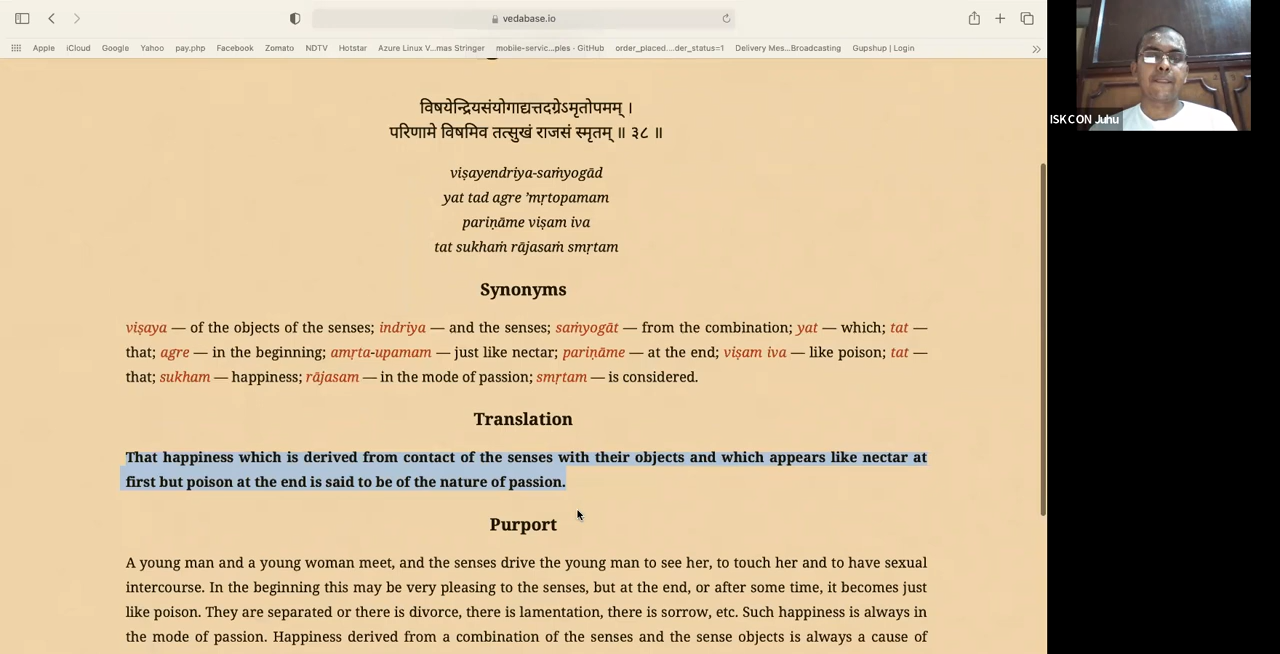 vedabase.io
Apple iCloud Google Yahoo pay.php Facebook Zomato NDTV Hotstar Azure Linux V...mas Stringer mobile-servic...ples · GitHub order_placed....der_status=1 Delivery Mes...Broadcasting Gupshup | Login
विषयेन्द्रियसंयोगाद्यत्तदग्रेऽमृतोपमम् ।
परिणामे विषमिव तत्सुखं राजसं स्मृतम् ॥ ३८ ॥
viṣayendriya-saṁyogād
yat tad agre ’mṛtopamam
pariṇāme viṣam iva
tat sukhaṁ rājasaṁ smṛtam
Synonyms
viṣaya — of the objects of the senses; indriya — and the senses; saṁyogāt — from the combination; yat — which; tat —
that; agre — in the beginning; amṛta-upamam — just like nectar; pariṇāme — at the end; viṣam iva — like poison; tat —
that; sukham — happiness; rājasam — in the mode of passion; smṛtam — is considered.
Translation
That happiness which is derived from contact of the senses with their objects and which appears like nectar at
first but poison at the end is said to be of the nature of passion.
Purport
A young man and a young woman meet, and the senses drive the young man to see her, to touch her and to have sexual
intercourse. In the beginning this may be very pleasing to the senses, but at the end, or after some time, it becomes just
like poison. They are separated or there is divorce, there is lamentation, there is sorrow, etc. Such happiness is always in
the mode of passion. Happiness derived from a combination of the senses and the sense objects is always a cause of
ISKCON Juhu